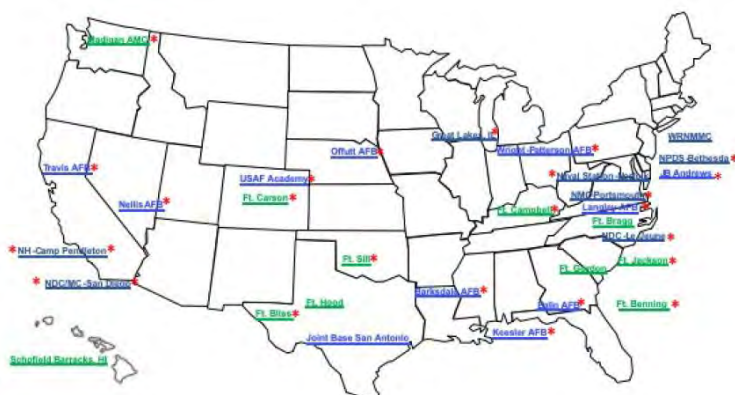 Madigan AMC *
Great Lakes, IL *
WRNMMC
Offutt AFB *
Wright-Patterson AFB *
NPDS-Bethesda *
Travis AFB *
USAF Academy *
* Naval Station
JB Andrews *
Nellis AFB *
Ft. Carson *
NMC Portsmouth *
Ft. Campbell *
Langley AFB *
Ft. Bragg
* NH -Camp Pendleton *
NDC -Le Jeune *
Ft. Sill *
Ft. Gordon
Ft. Jackson *
* NDC/MC -San Diego *
Barksdale AFB *
Ft. Hood
Eglin AFB *
Ft. Benning *
Ft. Bliss *
Joint Base San Antonio
Keesler AFB *
Schofield Barracks, HI